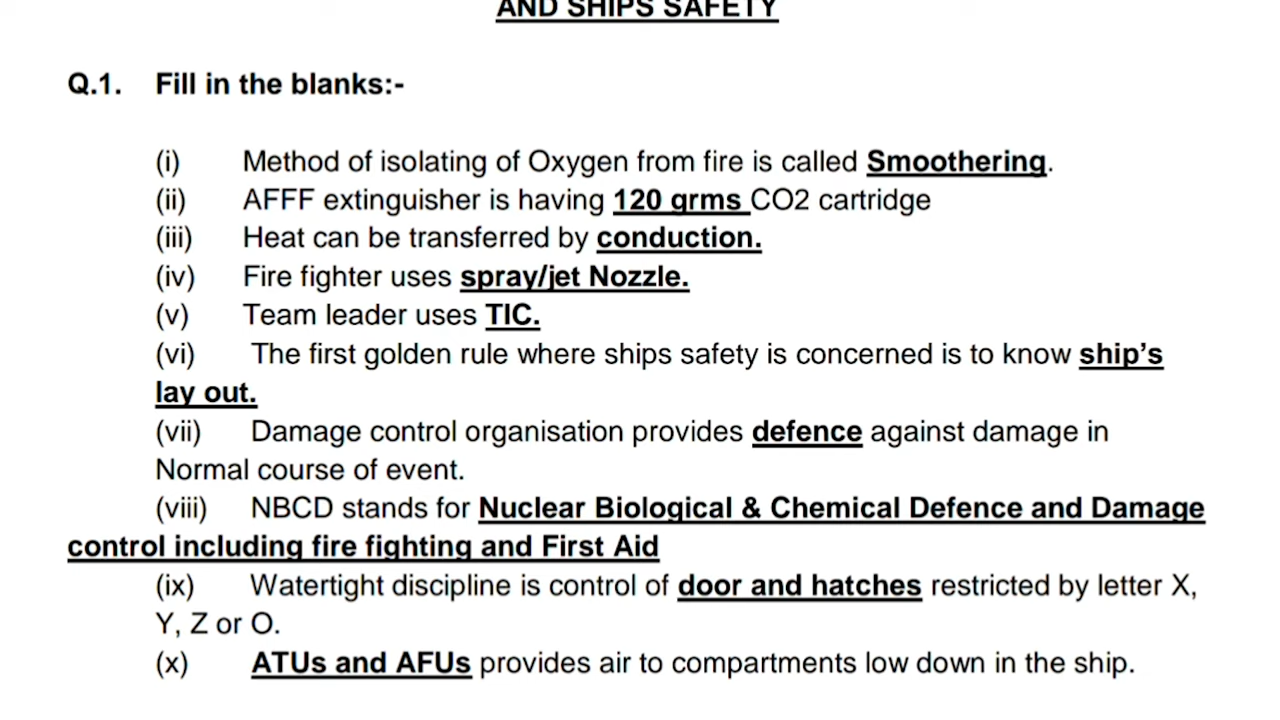 AND SHIPS SAFETY
Q.1. Fill in the blanks:-
(i) Method of isolating of Oxygen from fire is called Smoothering.
(ii) AFFF extinguisher is having 120 grms CO2 cartridge
(iii) Heat can be transferred by conduction.
(iv) Fire fighter uses spray/jet Nozzle.
(v) Team leader uses TIC.
(vi) The first golden rule where ships safety is concerned is to know ship's
lay out.
(vii) Damage control organisation provides defence against damage in
Normal course of event.
(viii) NBCD stands for Nuclear Biological & Chemical Defence and Damage
control including fire fighting and First Aid
(ix) Watertight discipline is control of door and hatches restricted by letter X,
Y, Z or O.
(x) ATUs and AFUs provides air to compartments low down in the ship.